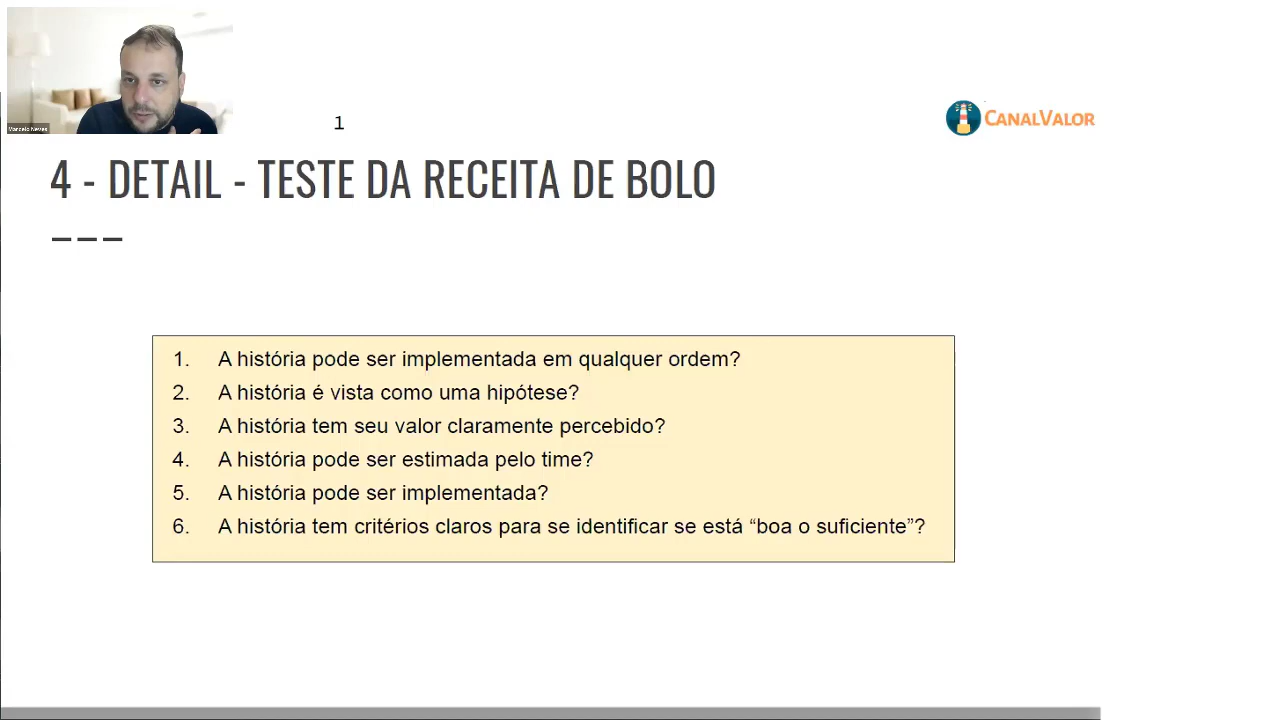 Marcelo Neves
1
CANALVALOR
4 - DETAIL - TESTE DA RECEITA DE BOLO
1. A história pode ser implementada em qualquer ordem?
2. A história é vista como uma hipótese?
3. A história tem seu valor claramente percebido?
4. A história pode ser estimada pelo time?
5. A história pode ser implementada?
6. A história tem critérios claros para se identificar se está “boa o suficiente”?